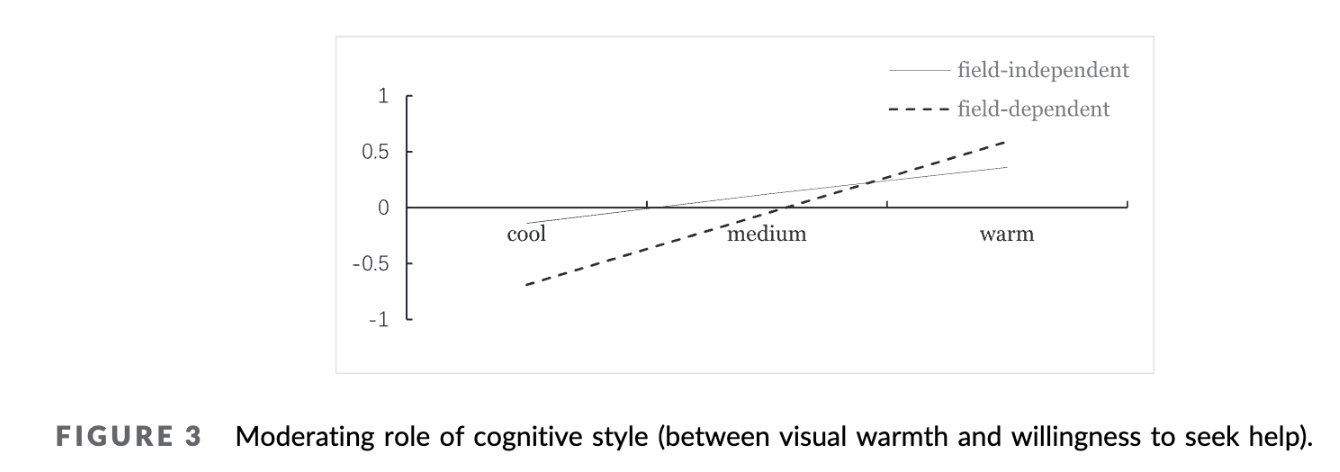 field-independent
field-dependent
1
0.5
0
-0.5
-1
cool medium warm
FIGURE 3 Moderating role of cognitive style (between visual warmth and willingness to seek help).